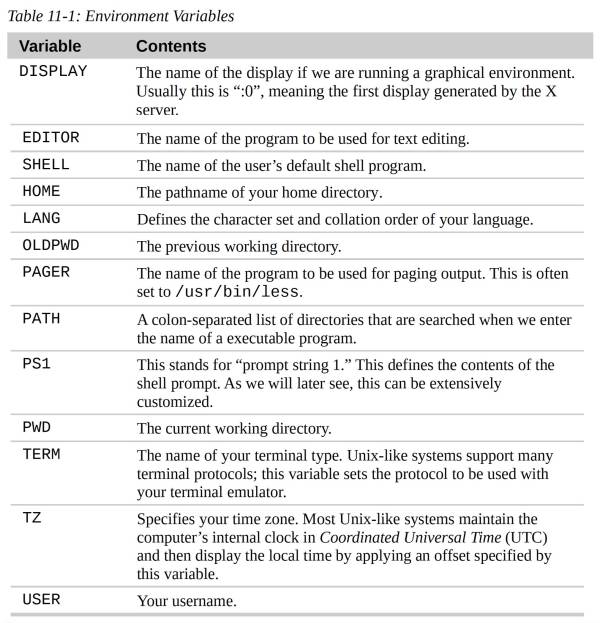 Table 11-1: Environment Variables
Variable Contents
DISPLAY The name of the display if we are running a graphical environment.
Usually this is “:0”, meaning the first display generated by the X
server.
EDITOR The name of the program to be used for text editing.
SHELL The name of the user’s default shell program.
HOME The pathname of your home directory.
LANG Defines the character set and collation order of your language.
OLDPWD The previous working directory.
PAGER The name of the program to be used for paging output. This is often
set to /usr/bin/less.
PATH A colon-separated list of directories that are searched when we enter
the name of a executable program.
PS1 This stands for “prompt string 1.” This defines the contents of the
shell prompt. As we will later see, this can be extensively
customized.
PWD The current working directory.
TERM The name of your terminal type. Unix-like systems support many
terminal protocols; this variable sets the protocol to be used with
your terminal emulator.
TZ Specifies your time zone. Most Unix-like systems maintain the
computer’s internal clock in Coordinated Universal Time (UTC)
and then display the local time by applying an offset specified by
this variable.
USER Your username.